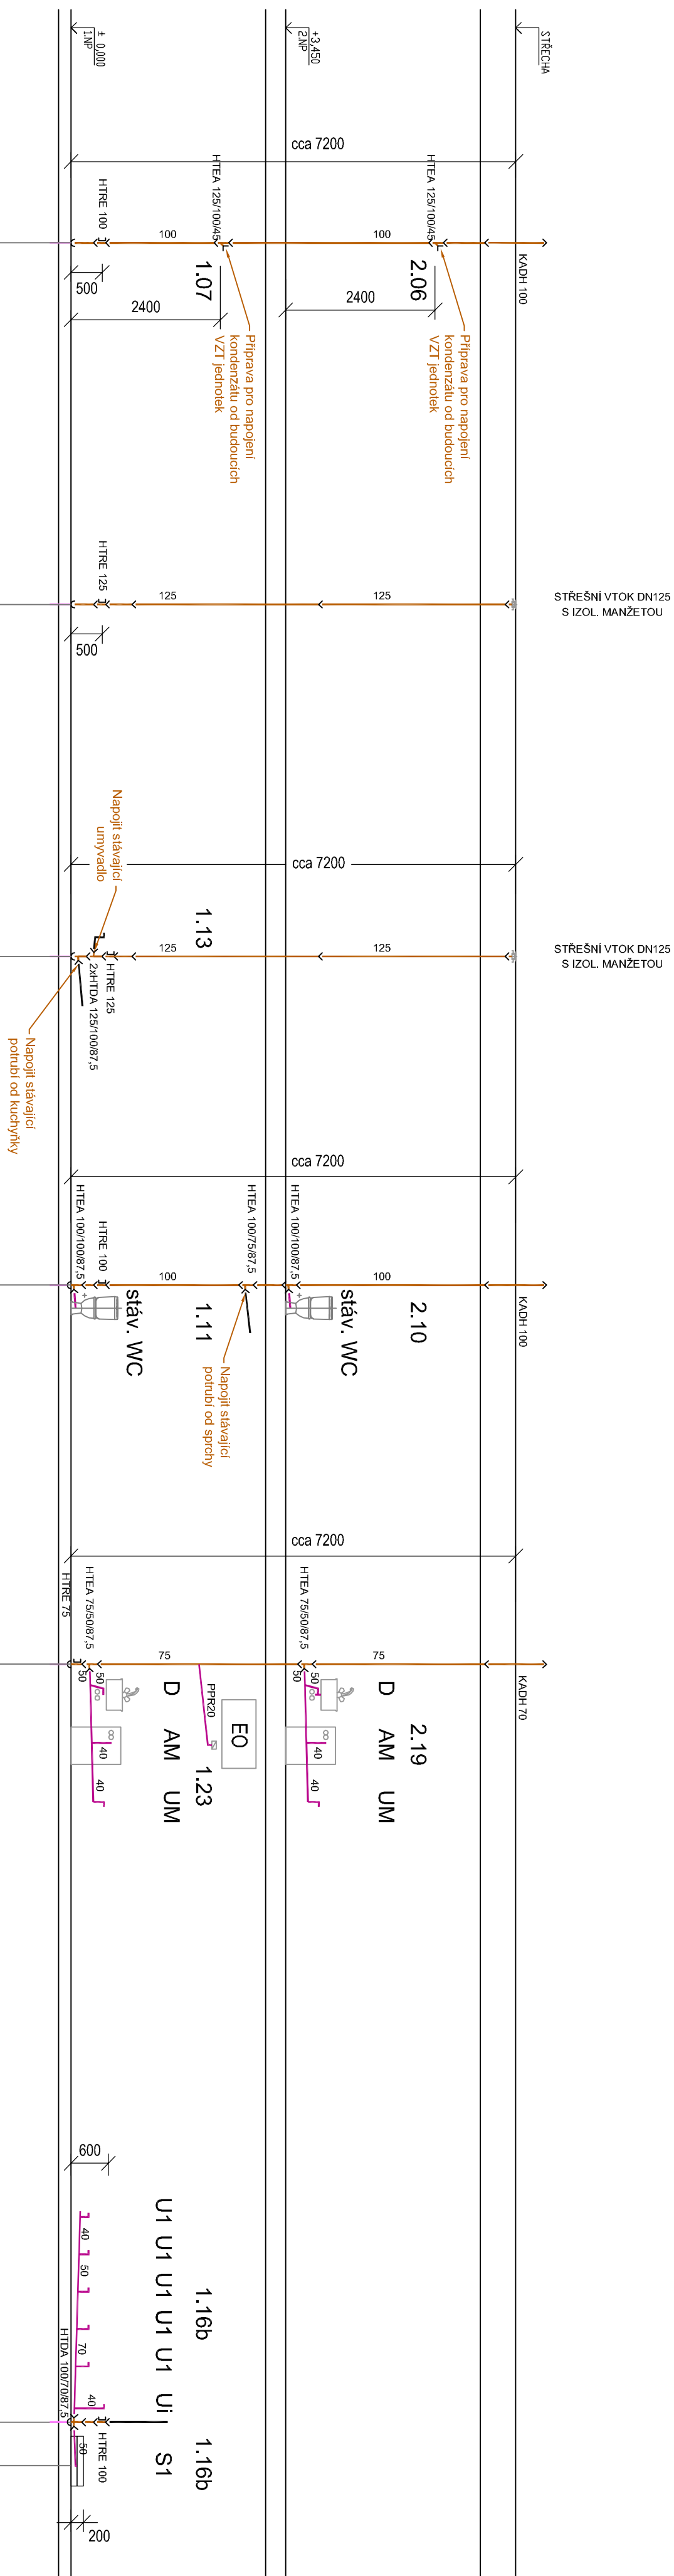 STŘECHA
+3,450
2.NP
± 0,000
1.NP
cca 7200
KADH 100
HTEA 125/100/45
100
2.06
2400
Příprava pro napojení
kondenzátu od budoucích
VZT jednotek
HTEA 125/100/45
100
1.07
2400
Příprava pro napojení
kondenzátu od budoucích
VZT jednotek
HTRE 100
500
STŘEŠNÍ VTOK DN125
S IZOL. MANŽETOU
125
125
HTRE 125
500
cca 7200
STŘEŠNÍ VTOK DN125
S IZOL. MANŽETOU
125
125
1.13
Napojit stávající
umyvadlo
HTRE 125
2xHTDA 125/100/87,5
Napojit stávající
potrubí od kuchyňky
cca 7200
KADH 100
100
2.10
HTEA 100/100/87,5
stáv. WC
HTEA 100/75/87,5
100
1.11
Napojit stávající
potrubí od sprchy
HTRE 100
HTEA 100/100/87,5
stáv. WC
cca 7200
KADH 70
75
2.19
HTEA 75/50/87,5
D AM UM
50
50
40
40
75
PPR20
EO
1.23
HTEA 75/50/87,5
D AM UM
50
50
40
40
HTRE 75
600
1.16b
1.16b
U1 U1 U1 U1 U1 Ui S1
40
50
70
40
HTDA 100/70/87,5
HTRE 100
50
200